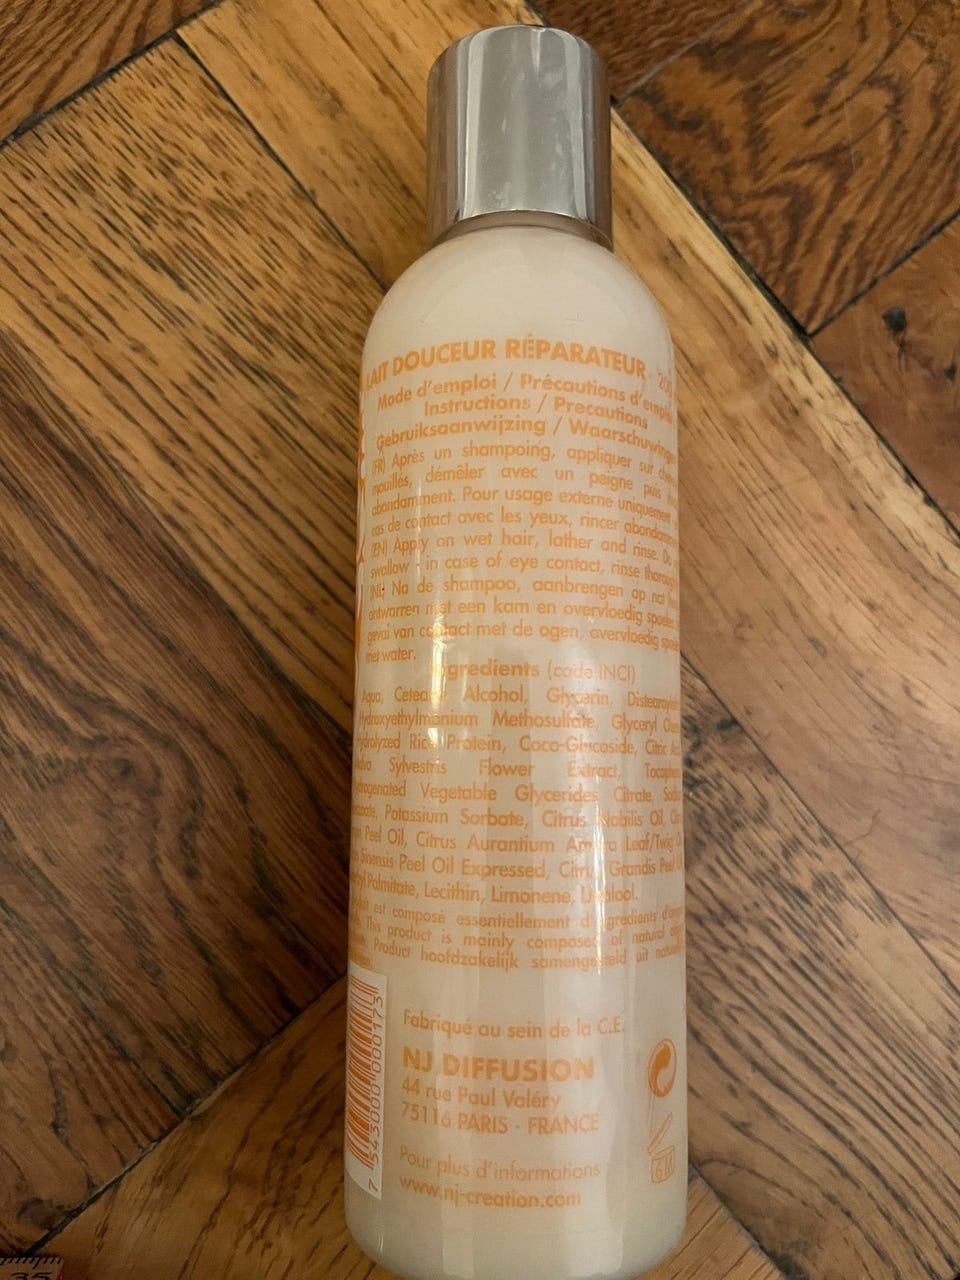 LAIT DOUCEUR RÉPARATEUR - 200
Mode d'emploi / Précautions d'emploi
Instructions / Precautions
Gebruiksaanwijzing / Waarschuwingen
(FR) Après un shampoing, appliquer sur
mouillés, démêler avec un peigne puis
abondamment. Pour usage externe uniquement
cas de contact avec les yeux, rincer
(EN) Apply on wet hair, lather and rinse. Do
swallow - in case of eye contact, rinse
(NL) Na de shampoo, aanbrengen op nat
ontwarren met een kam en overvloedig
geval van contact met de ogen, overvloedig
met water.
Ingredients (code INCI)
Aqua, Cetearyl Alcohol, Glycerin,
Hydroxyethylmonium Methosulfate, Glyceryl
Hydrolyzed Rice Protein, Coco-Glucoside, Citric
Sylvestris Flower Extract,
Vegetable Glycerides Citrate,
Potassium Sorbate, Citrus Nobilis Oil,
Peel Oil, Citrus Aurantium Amara Leaf/Twig
Sinensis Peel Oil Expressed, Citrus Grandis Peel
Palmitate, Lecithin, Limonene, Linalool.
est composé essentiellement d'ingrédients
This product is mainly composed of natural
Product hoofdzakelijk samengesteld uit
Fabriqué au sein de la C.E.
NJ DIFFUSION
44 rue Paul Valéry
75116 PARIS - FRANCE
Pour plus d'informations
www.nj-creation.com
6M
7 543000 000173
35